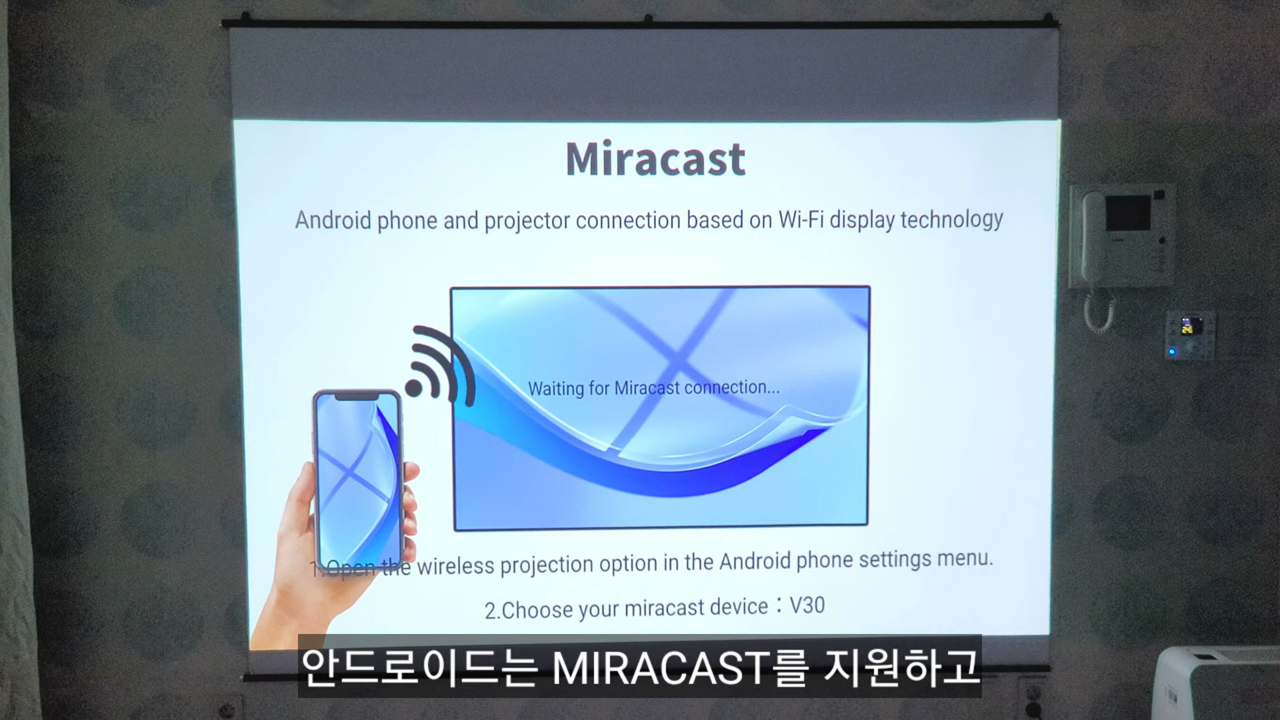 Miracast
Android phone and projector connection based on Wi-Fi display technology
Waiting for Miracast connection...
1.Open the wireless projection option in the Android phone settings menu.
2.Choose your miracast device：V30
안드로이드는 MIRACAST를 지원하고